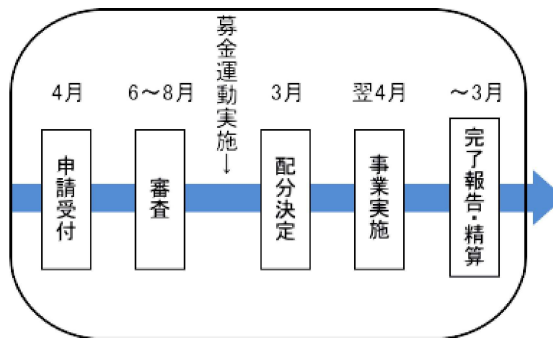 4月
申請受付
6～8月
審査
募金運動実施↓
3月
配分決定
翌4月
事業実施
～3月
完了報告・精算